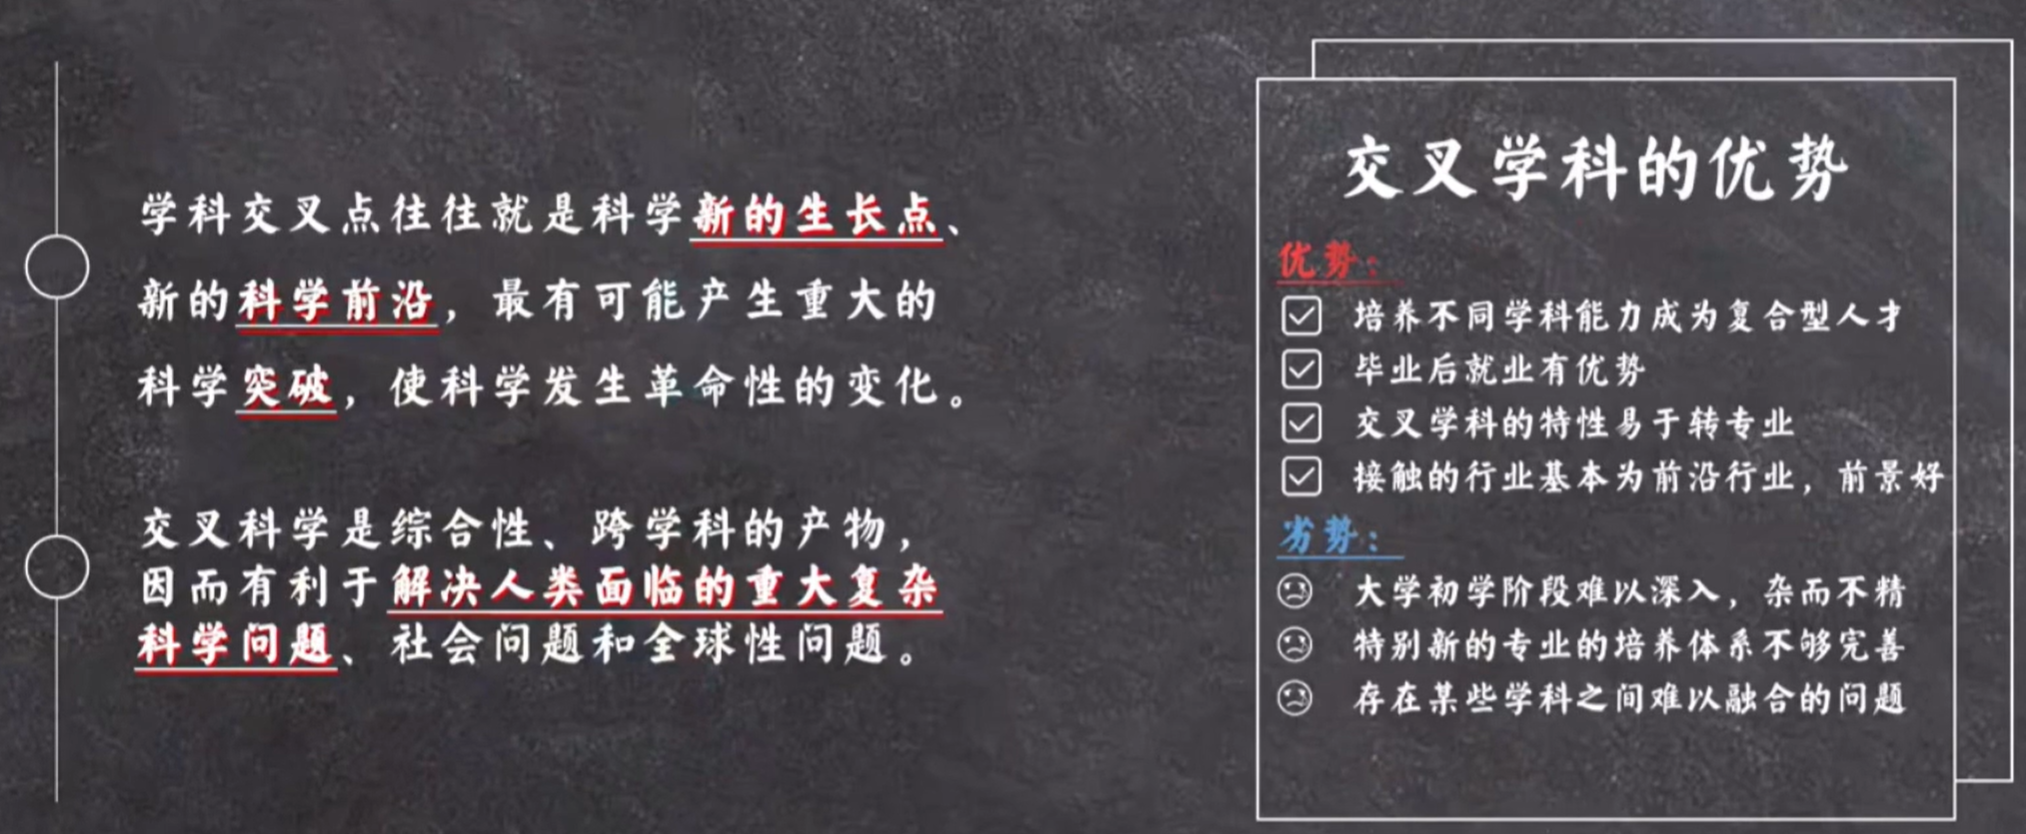 学科交叉点往往就是科学新的生长点、
新的科学前沿，最有可能产生重大的
科学突破，使科学发生革命性的变化。
交叉科学是综合性、跨学科的产物，
因而有利于解决人类面临的重大复杂
科学问题、社会问题和全球性问题。
交叉学科的优势
优势：
培养不同学科能力成为复合型人才
毕业后就业有优势
交叉学科的特性易于转专业
接触的行业基本为前沿行业，前景好
劣势：
大学初学阶段难以深入，杂而不精
特别新的专业的培养体系不够完善
存在某些学科之间难以融合的问题